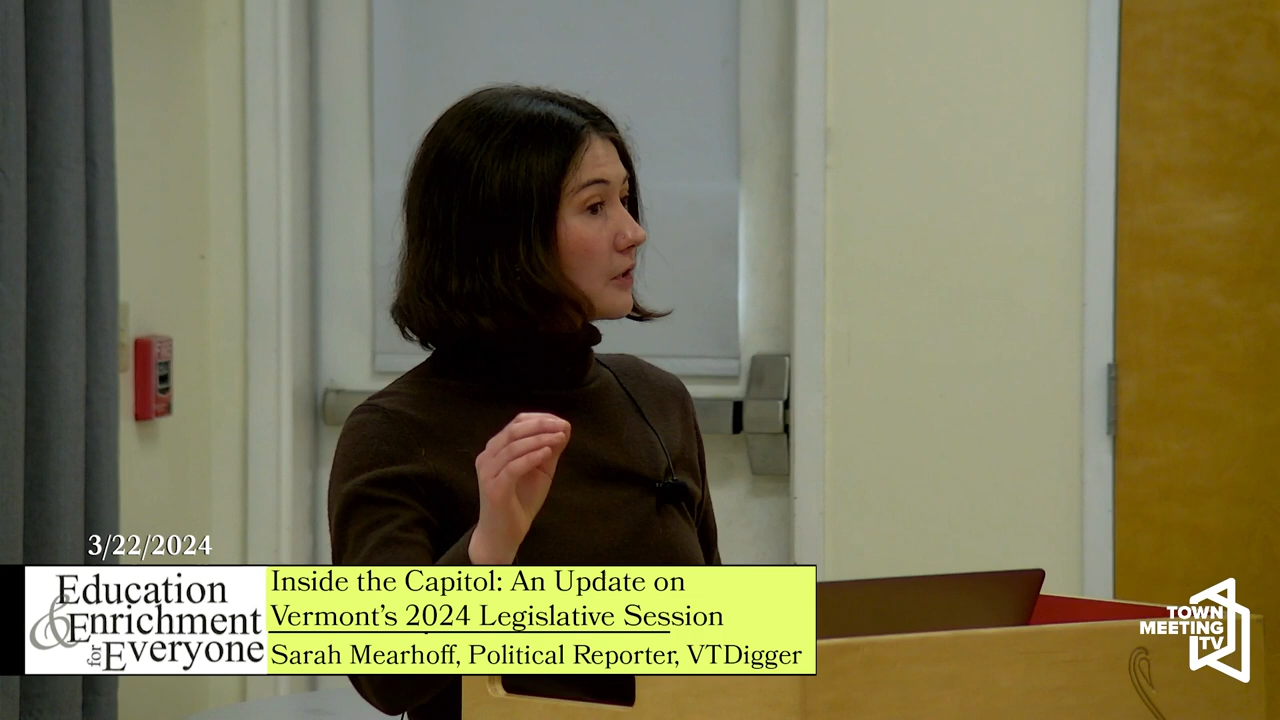 3/22/2024
Education
& Enrichment
for Everyone
Inside the Capitol: An Update on
Vermont's 2024 Legislative Session
Sarah Mearhoff, Political Reporter, VTDigger
TOWN
MEETING
TV